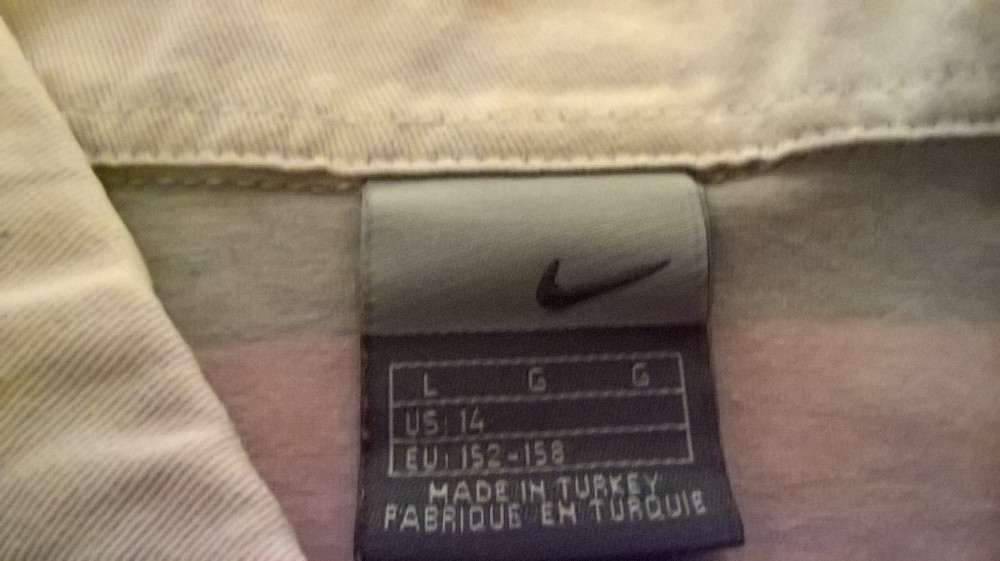 L G G
US: 14
EU: 152-158
MADE IN TURKEY
FABRIQUE EN TURQUIE